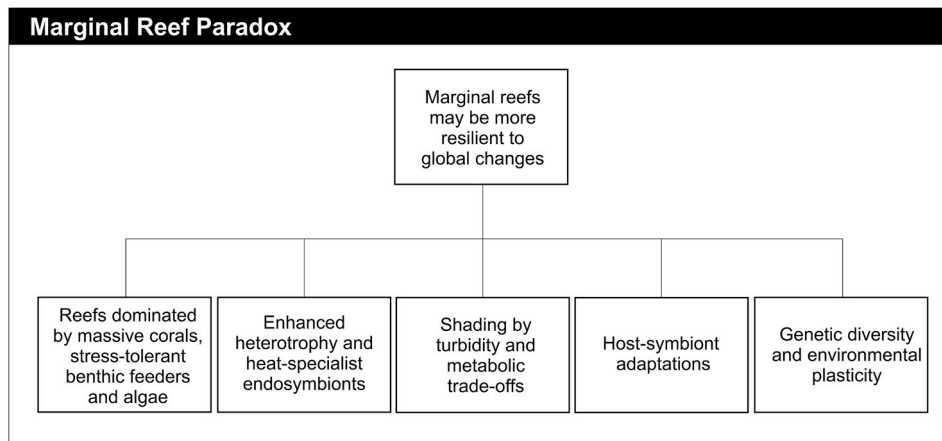 Marginal Reef Paradox
Marginal reefs
may be more
resilient to
global changes
Reefs dominated
by massive corals,
stress-tolerant
benthic feeders
and algae
Enhanced
heterotrophy and
heat-specialist
endosymbionts
Shading by
turbidity and
metabolic
trade-offs
Host-symbiont
adaptations
Genetic diversity
and environmental
plasticity